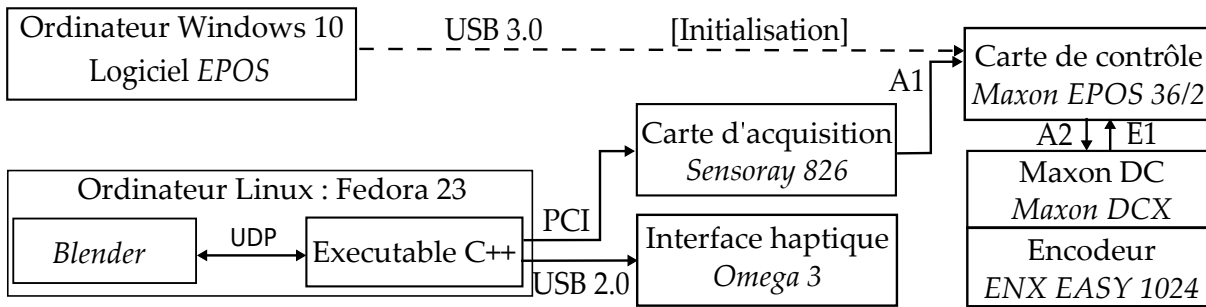 Ordinateur Windows 10
Logiciel EPOS
USB 3.0
[Initialisation]
Carte de contrôle
Maxon EPOS 36/2
A1
Carte d'acquisition
Sensoray 826
A2
E1
Maxon DC
Maxon DCX
Encodeur
ENX EASY 1024
Ordinateur Linux : Fedora 23
Blender
UDP
Executable C++
PCI
USB 2.0
Interface haptique
Omega 3